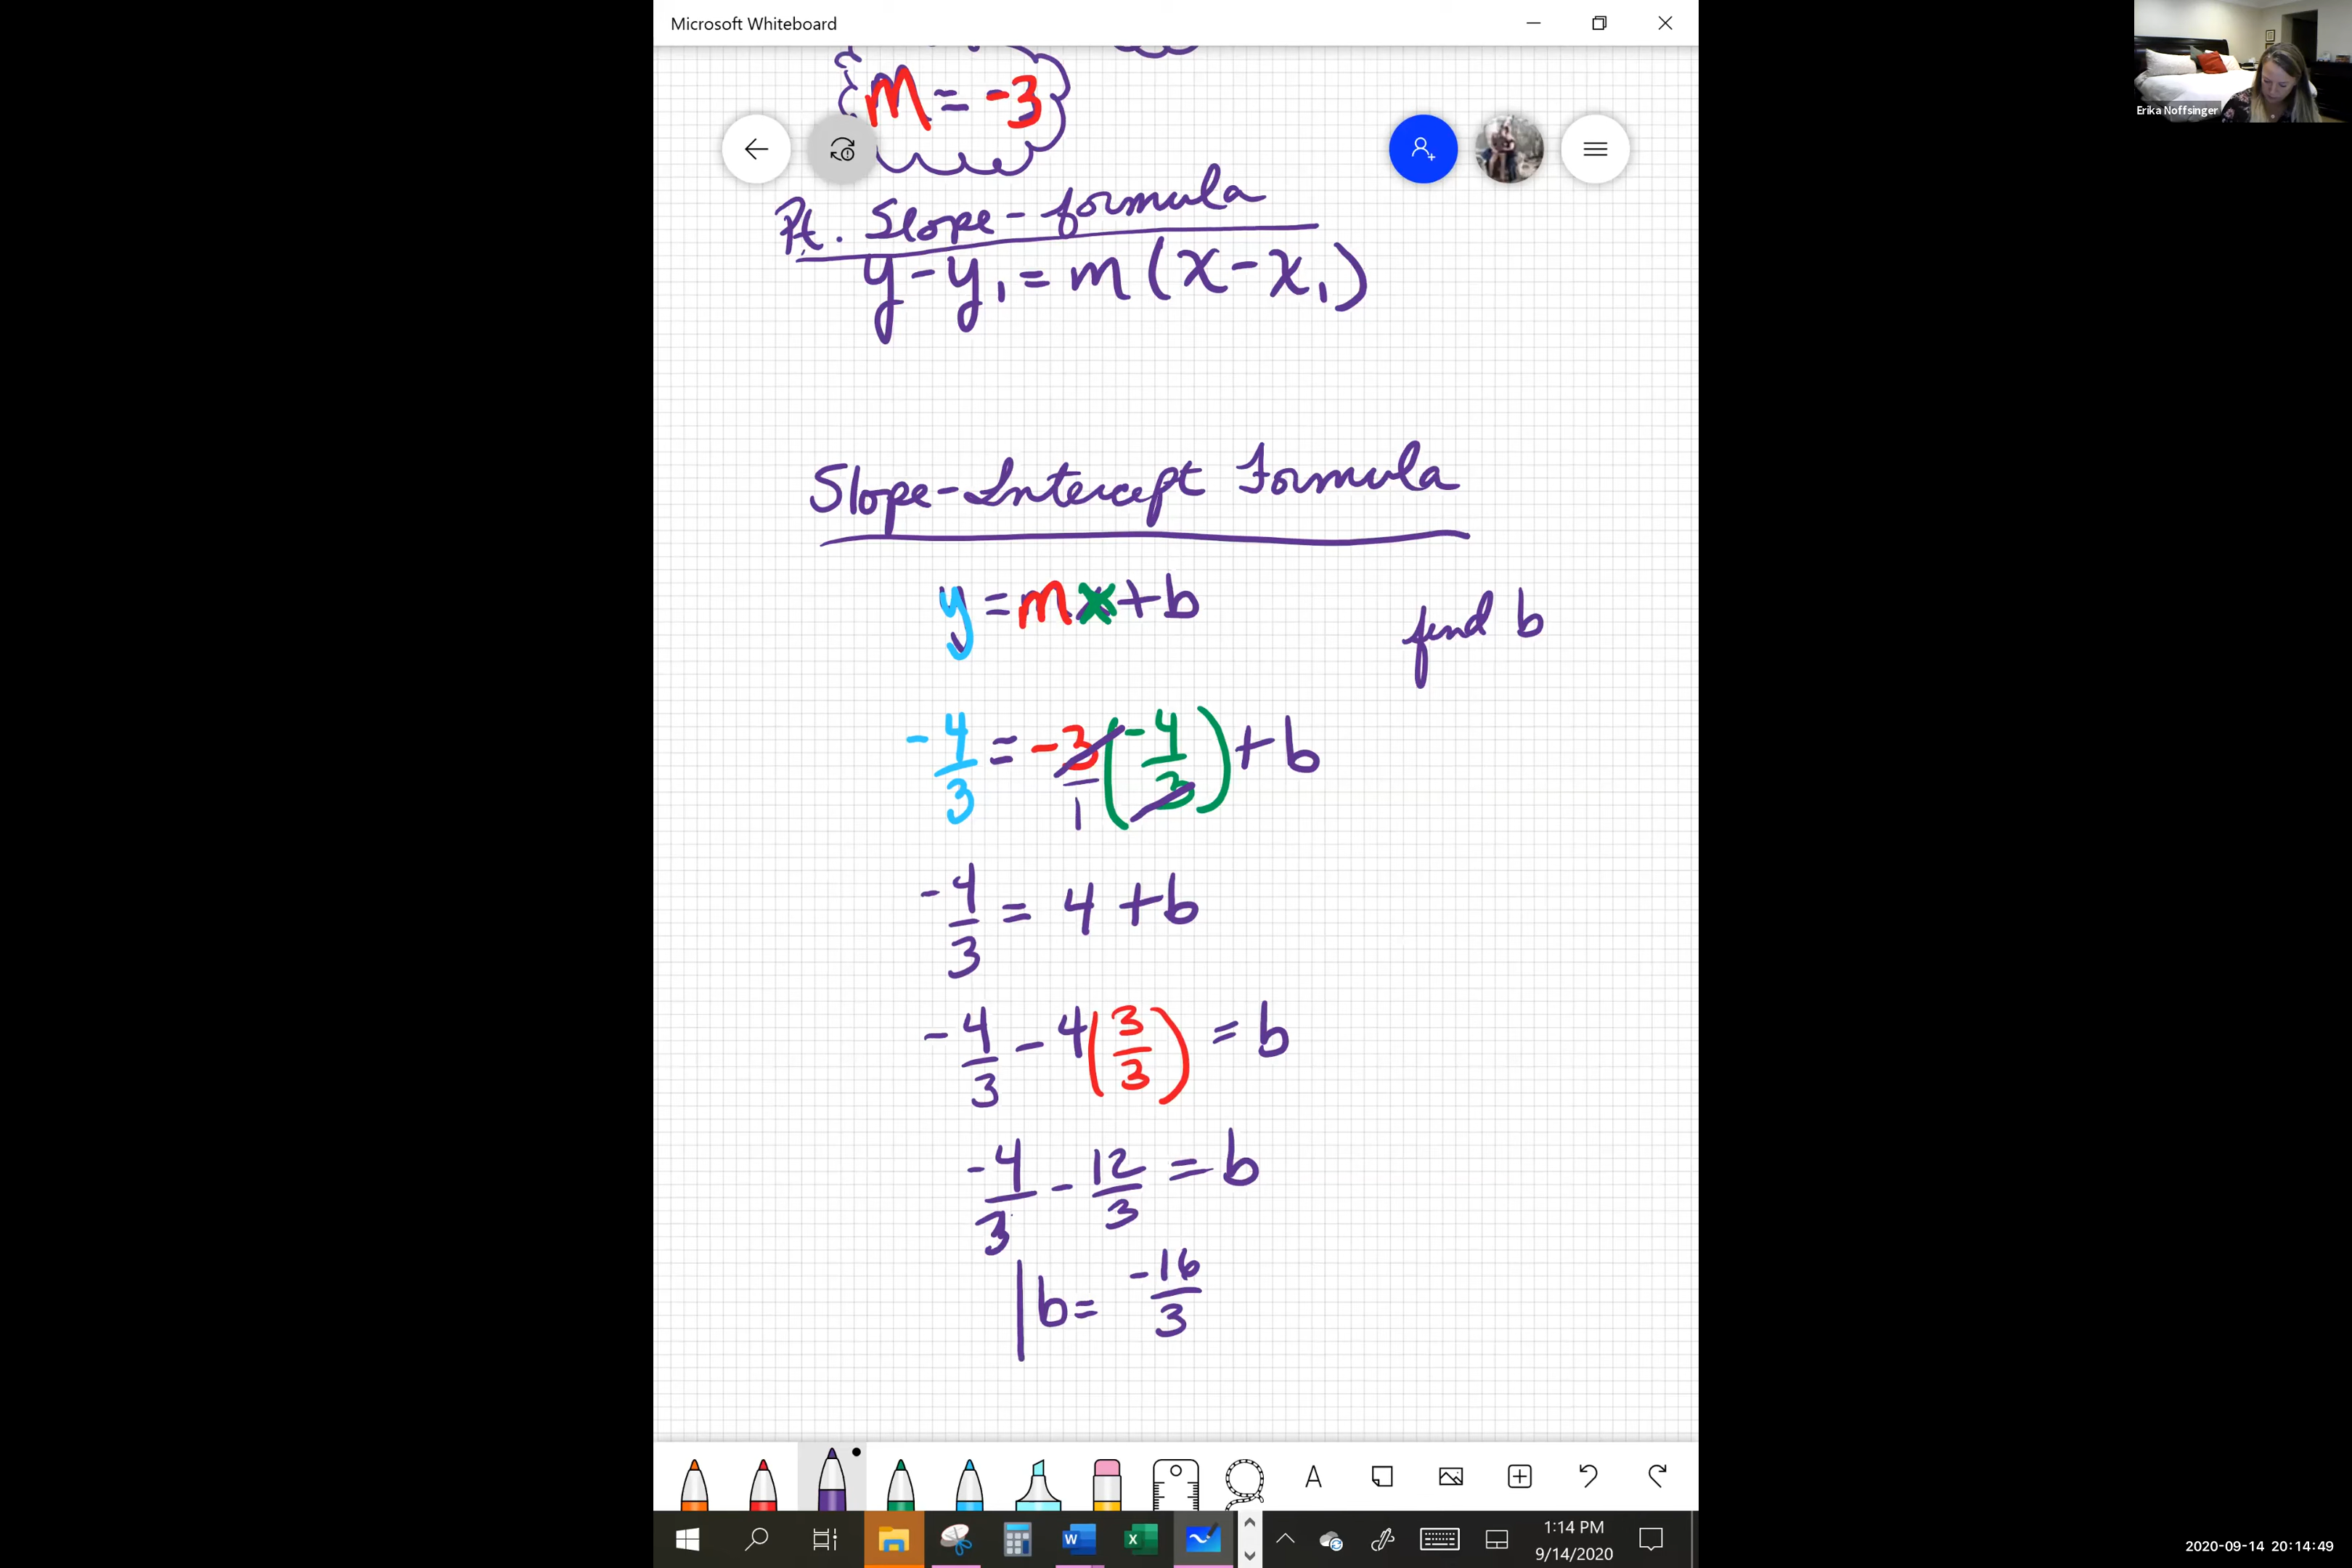 Microsoft Whiteboard
m = -3
Erika Noffsinger
Pt. Slope-formula
y - y₁ = m (x - x₁)
Slope-Intercept Formula
y = mx + b
find b
-4/3 = -3/1 (-4/3) + b
-4/3 = 4 + b
-4/3 - 4(3/3) = b
-4/3 - 12/3 = b
b = -16/3
1:14 PM
9/14/2020
2020-09-14 20:14:49